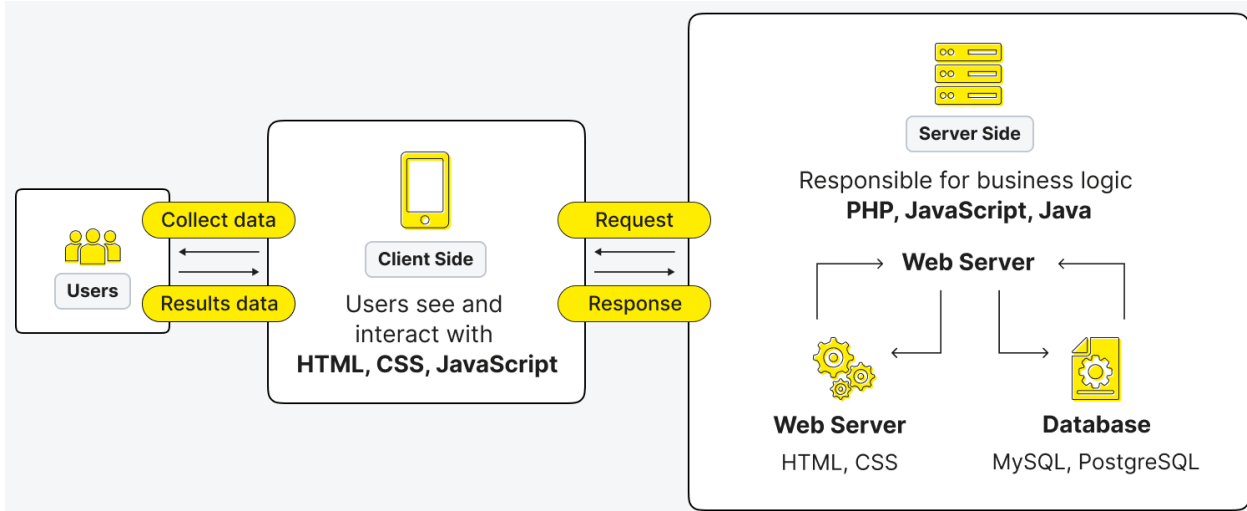 Users
Collect data
Results data
Client Side
Users see and
interact with
HTML, CSS, JavaScript
Request
Response
Server Side
Responsible for business logic
PHP, JavaScript, Java
Web Server
Web Server
HTML, CSS
Database
MySQL, PostgreSQL